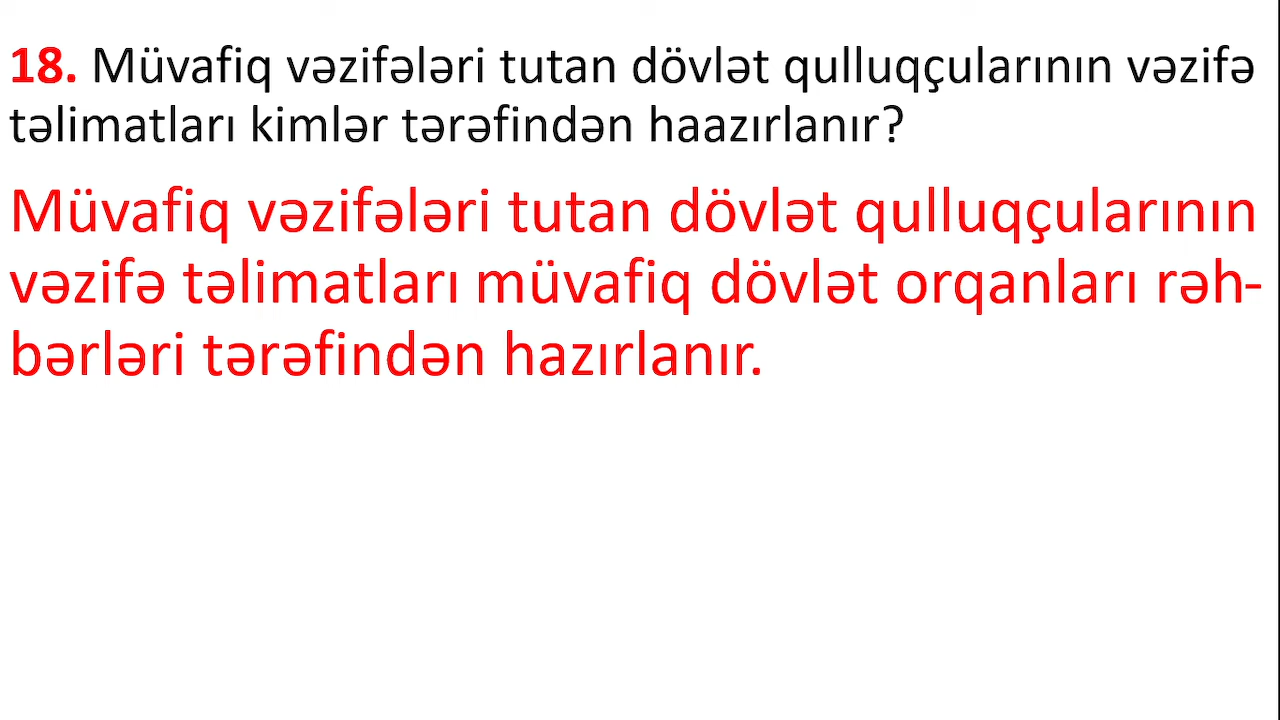 18. Müvafiq vəzifələri tutan dövlət qulluqçularının vəzifə
təlimatları kimlər tərəfindən haazırlanır?
Müvafiq vəzifələri tutan dövlət qulluqçularının
vəzifə təlimatları müvafiq dövlət orqanları rəh-
bərləri tərəfindən hazırlanır.